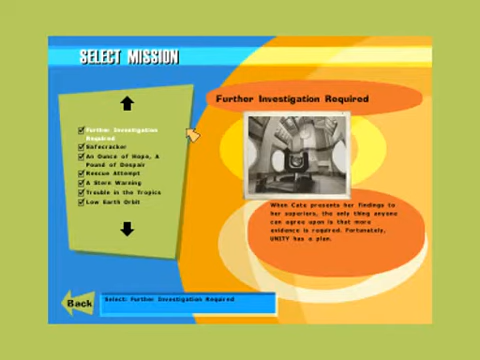 SELECT MISSION
Further Investigation Required
Further Investigation
Required
Safecracker
An Ounce of Hope, A
Pound of Despair
Rescue Attempt
A Stern Warning
Trouble in the Tropics
Low Earth Orbit
When Cate presents her findings to
her superiors, the only thing anyone
can agree upon is that more
evidence is required. Fortunately,
UNITY has a plan.
Back
Select: Further Investigation Required